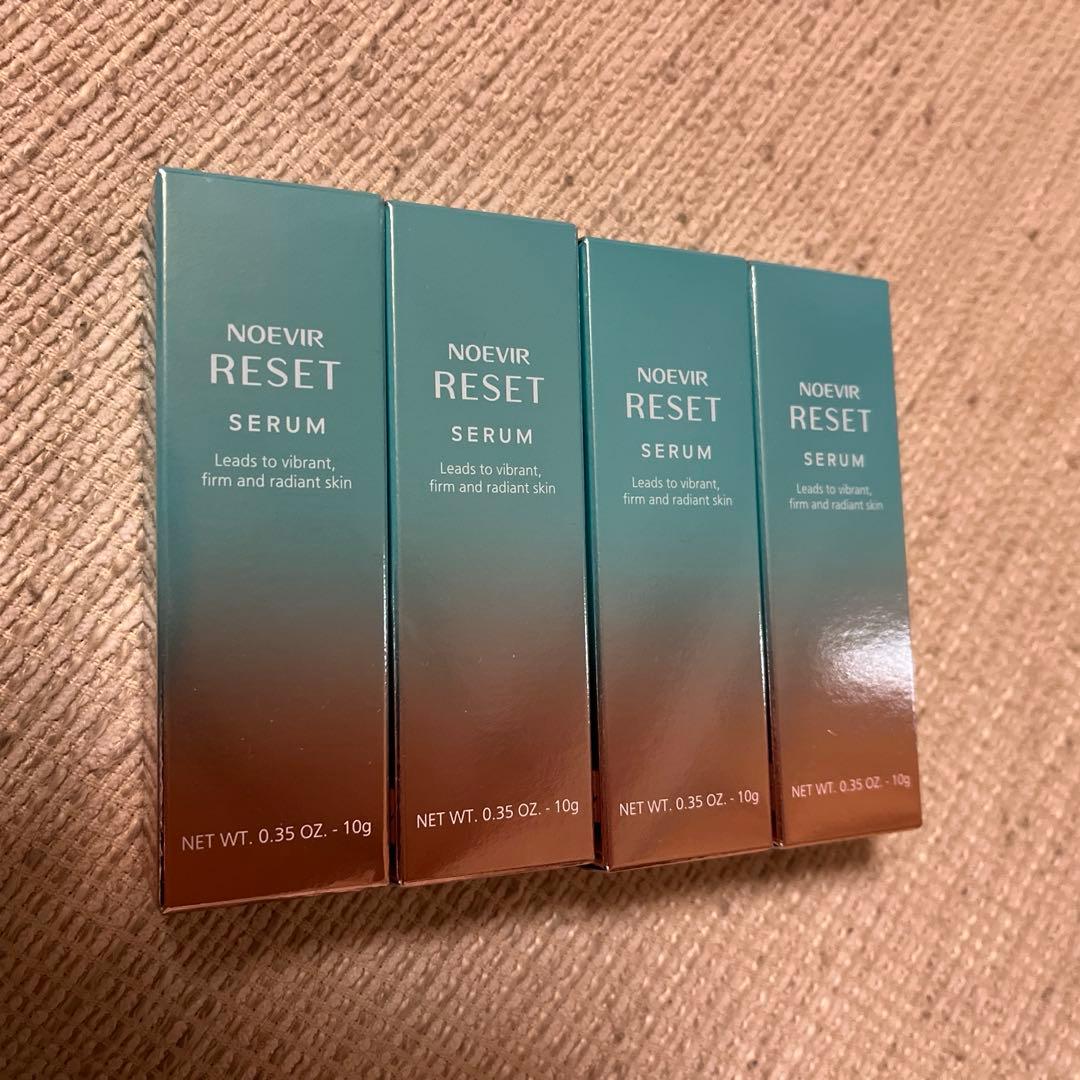 NOEVIR
RESET
SERUM
Leads to vibrant,
firm and radiant skin
NET WT. 0.35 OZ. - 10g
NOEVIR
RESET
SERUM
Leads to vibrant,
firm and radiant skin
NET WT. 0.35 OZ. - 10g
NOEVIR
RESET
SERUM
Leads to vibrant,
firm and radiant skin
NET WT. 0.35 OZ. - 10g
NOEVIR
RESET
SERUM
Leads to vibrant,
firm and radiant skin
NET WT. 0.35 OZ. - 10g